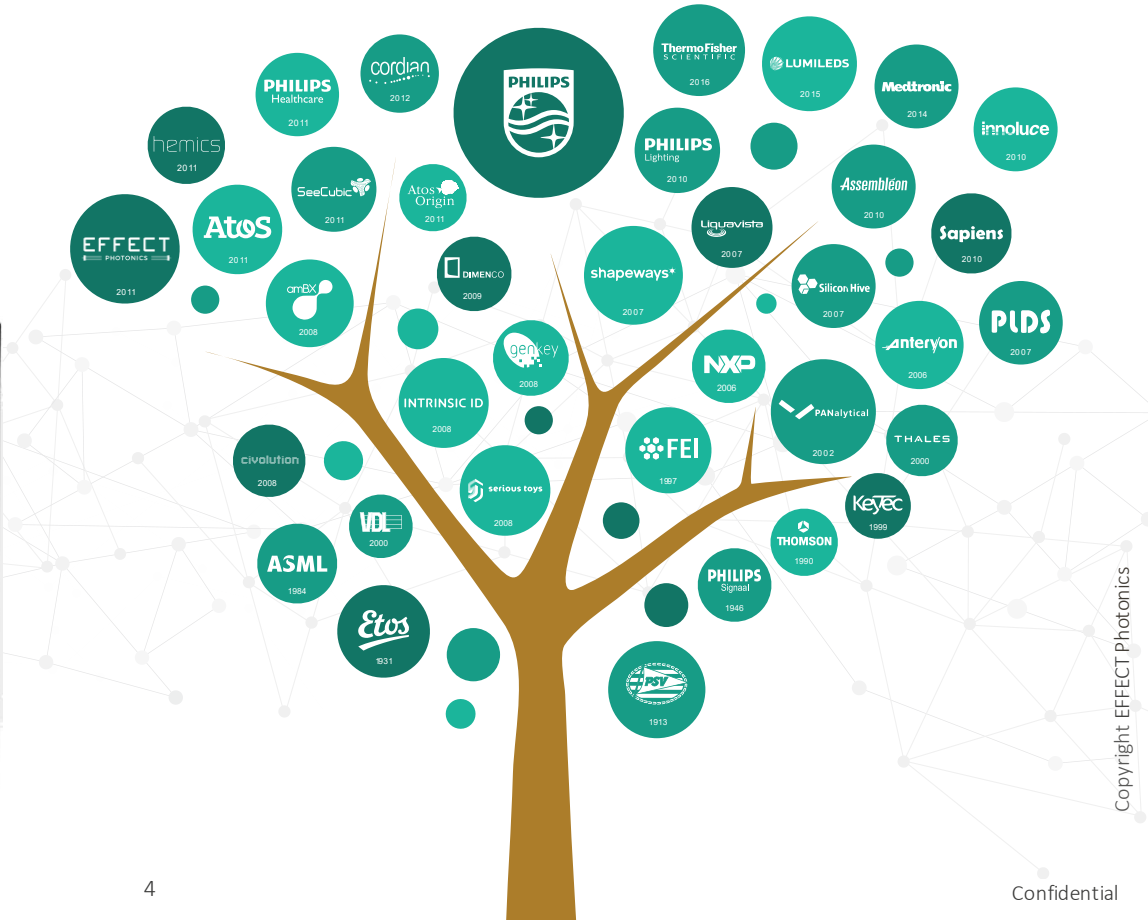 ThermoFisher
SCIENTIFIC
2016
LUMILEDS
2015
cordian
2012
PHILIPS
Healthcare
2011
PHILIPS
Medtronic
2014
innoluce
2010
hemics
2011
PHILIPS
Lighting
2010
SeeCubic
2011
Atos
Origin
2011
Assembléon
2010
EFFECT
PHOTONICS
2011
Atos
2011
Liquavista
2007
Sapiens
2010
DIMENCO
2009
shapeways*
2007
Silicon Hive
2007
amBX
2008
PLDS
2007
genkey
2008
NXP
2006
Anteryon
2006
INTRINSIC ID
2008
PANalytical
2002
THALES
2000
FEI
1997
civolution
2008
serious toys
2008
KeyTec
1999
VDL
2000
THOMSON
1990
ASML
1984
PHILIPS
Signaal
1946
Etos
1931
PSV
1913
Copyright EFFECT Photonics
4
Confidential